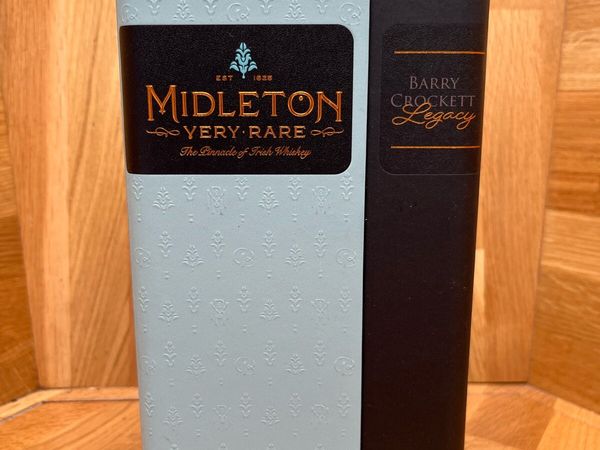 EST 1825
MIDLETON
VERY·RARE
The Pinnacle of Irish Whiskey
BARRY
CROCKETT
Legacy